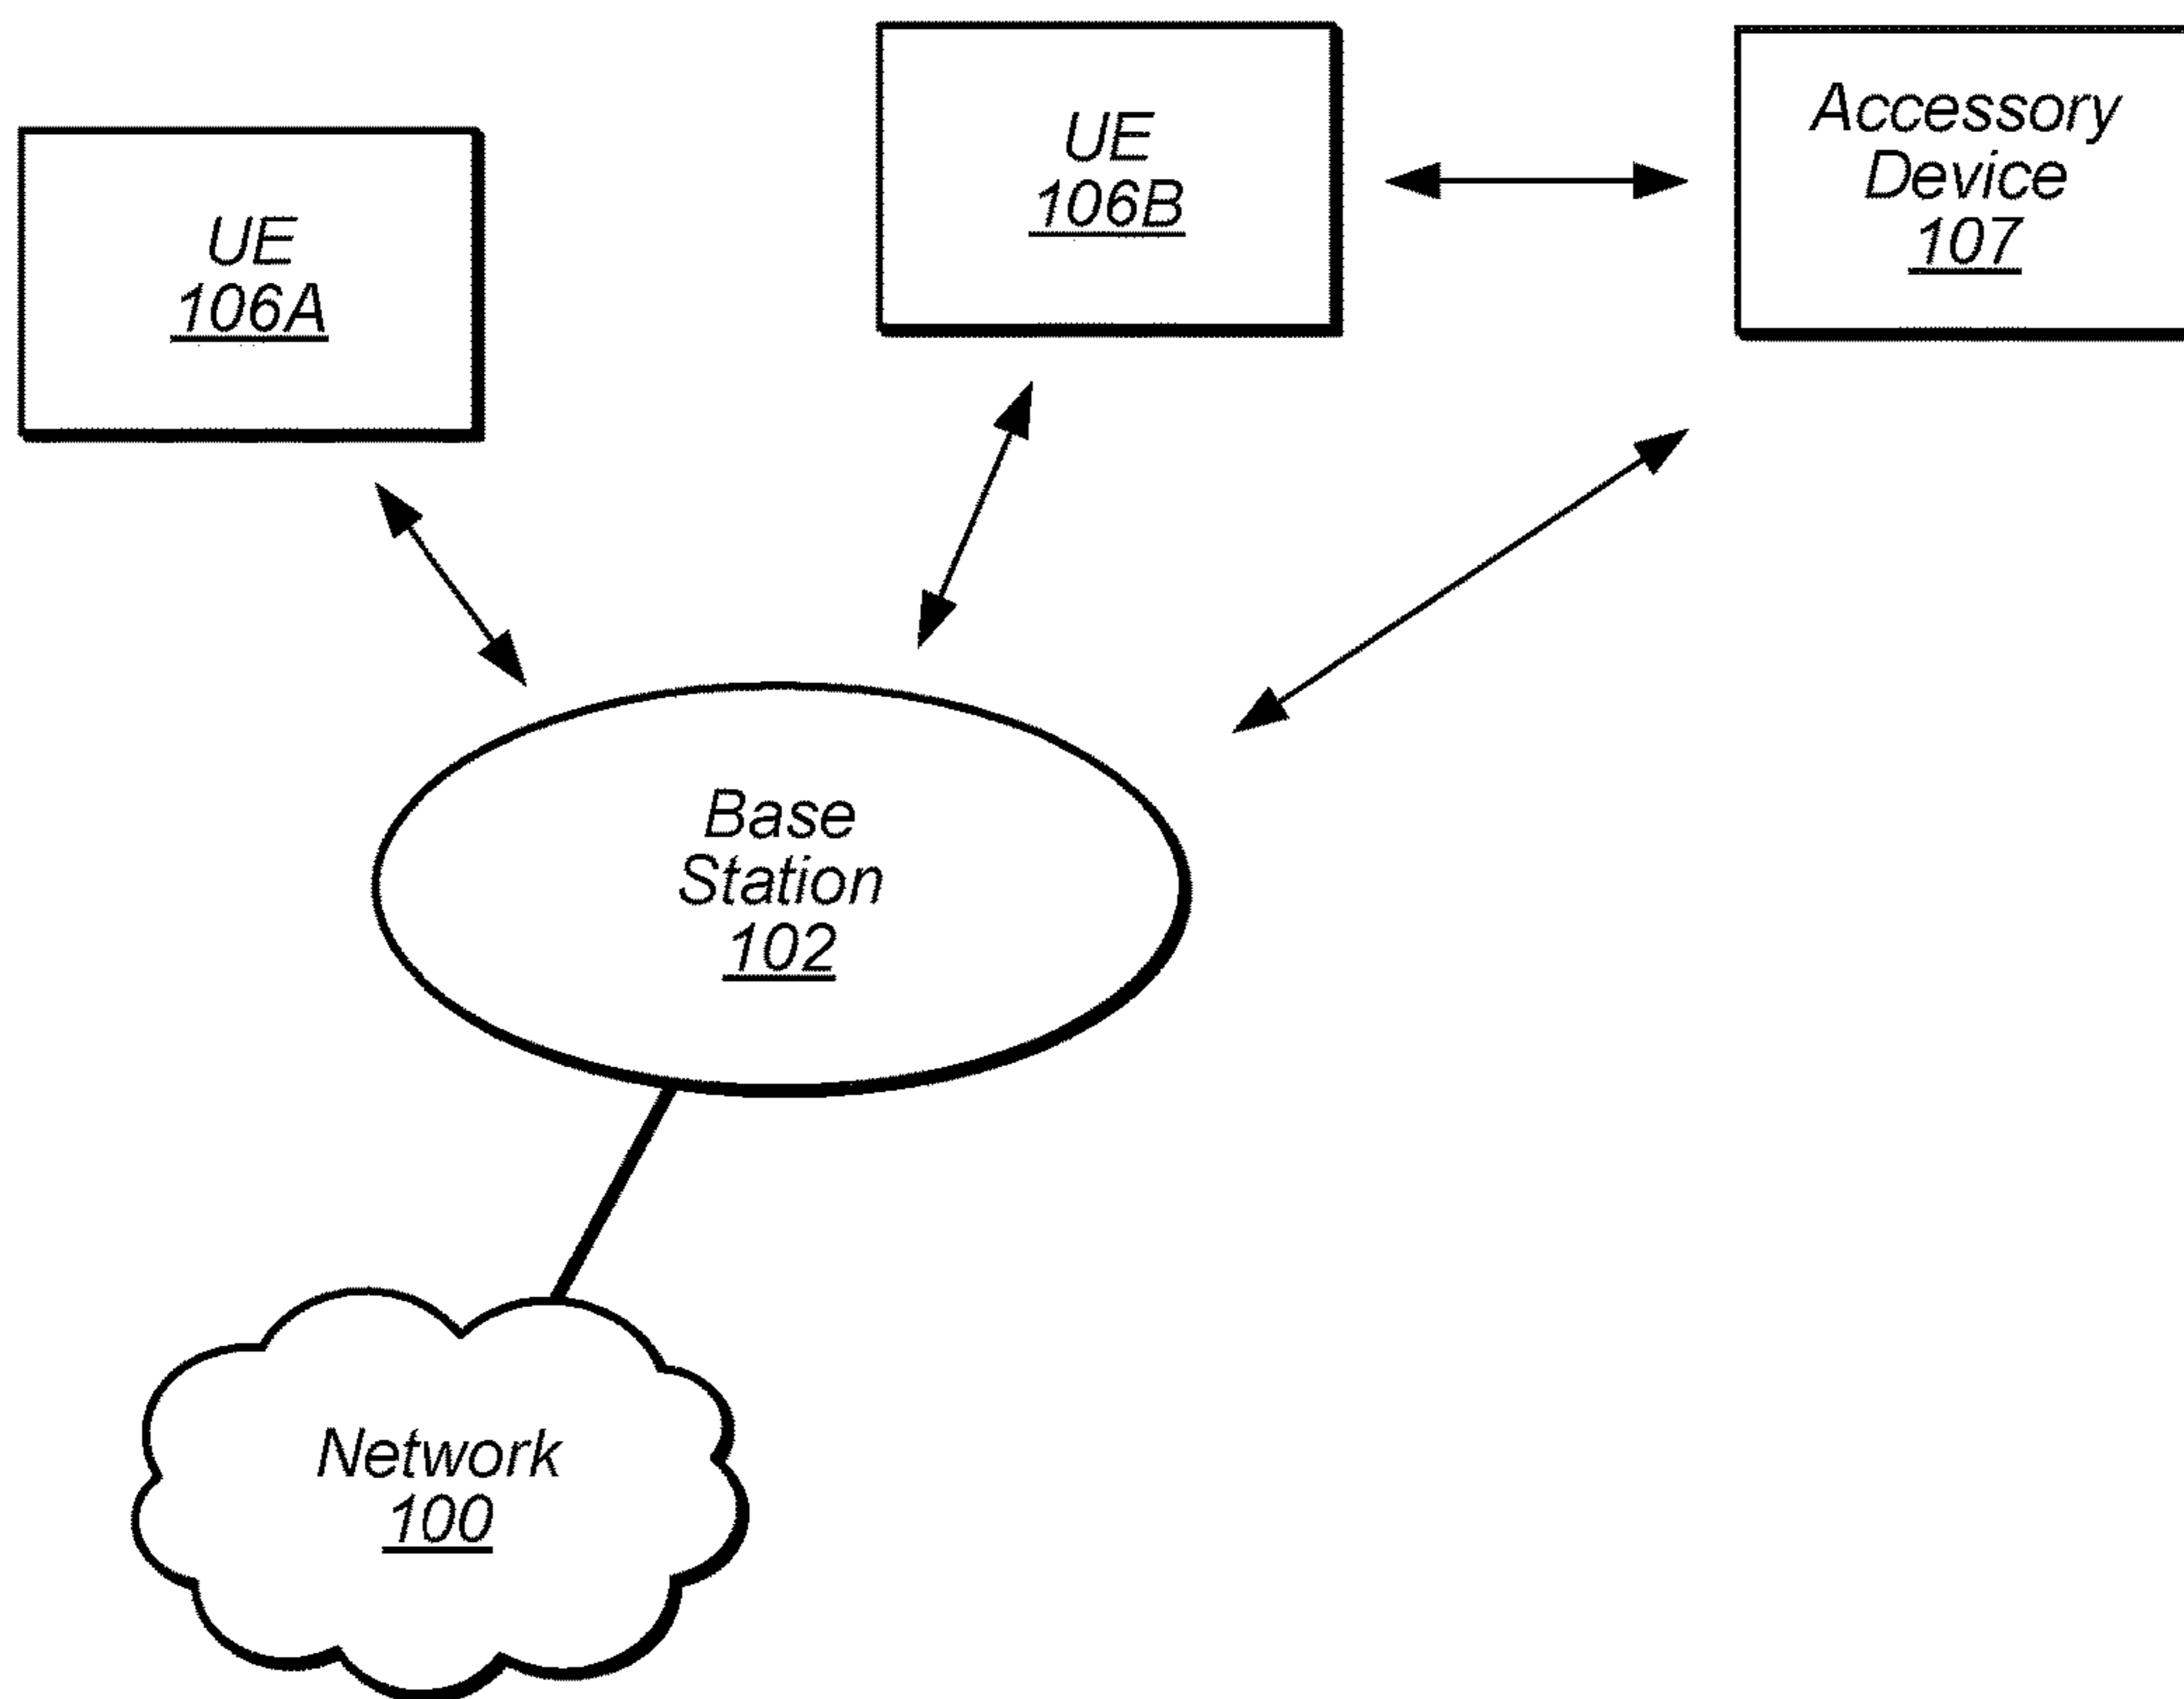 UE
106A
UE
106B
Accessory
Device
107
Base
Station
102
Network
100